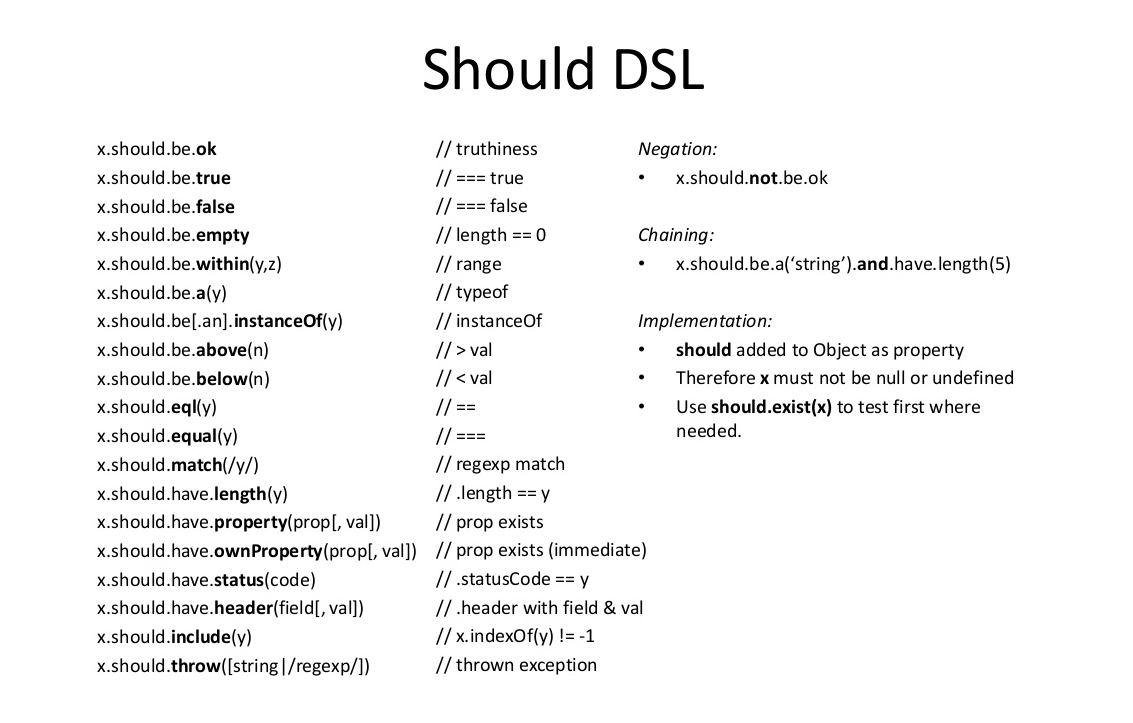 Should DSL
x.should.be.ok // truthiness
x.should.be.true // === true
x.should.be.false // === false
x.should.be.empty // length == 0
x.should.be.within(y,z) // range
x.should.be.a(y) // typeof
x.should.be[.an].instanceOf(y) // instanceOf
x.should.be.above(n) // > val
x.should.be.below(n) // < val
x.should.eql(y) // ==
x.should.equal(y) // ===
x.should.match(/y/) // regexp match
x.should.have.length(y) // .length == y
x.should.have.property(prop[, val]) // prop exists
x.should.have.ownProperty(prop[, val]) // prop exists (immediate)
x.should.have.status(code) // .statusCode == y
x.should.have.header(field[, val]) // .header with field & val
x.should.include(y) // x.indexOf(y) != -1
x.should.throw([string|/regexp/]) // thrown exception
Negation:
• x.should.not.be.ok
Chaining:
• x.should.be.a(‘string’).and.have.length(5)
Implementation:
• should added to Object as property
• Therefore x must not be null or undefined
• Use should.exist(x) to test first where
needed.